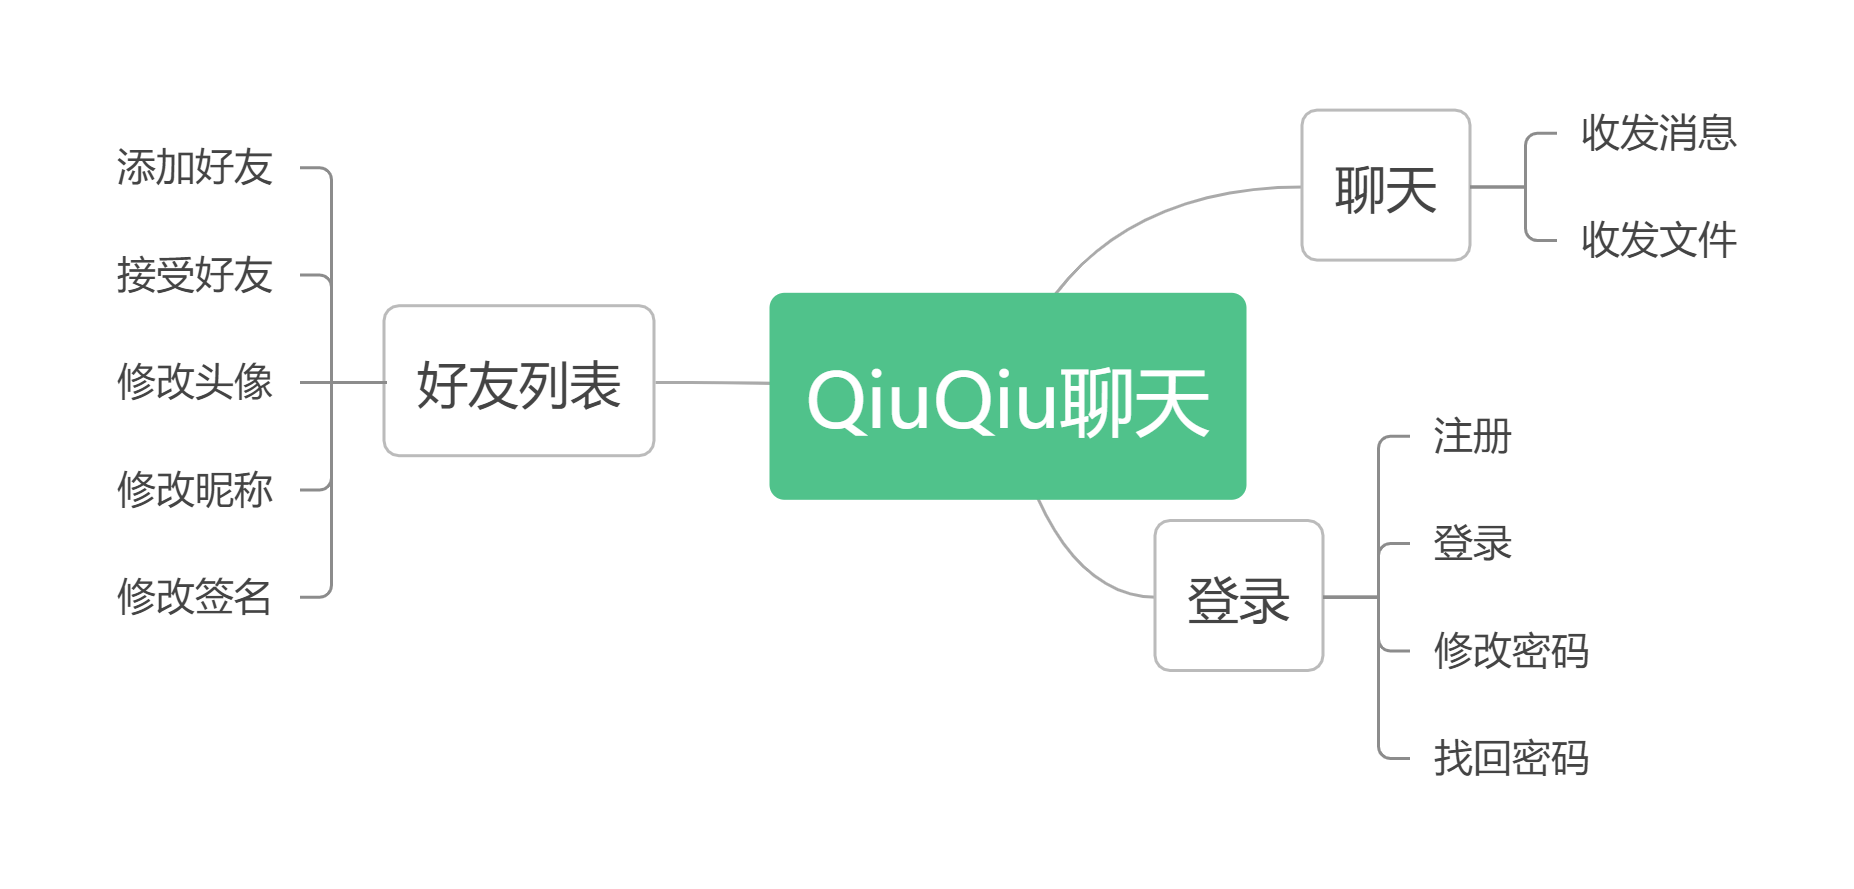 QiuQiu聊天
聊天
收发消息
收发文件
登录
注册
登录
修改密码
找回密码
好友列表
添加好友
接受好友
修改头像
修改昵称
修改签名